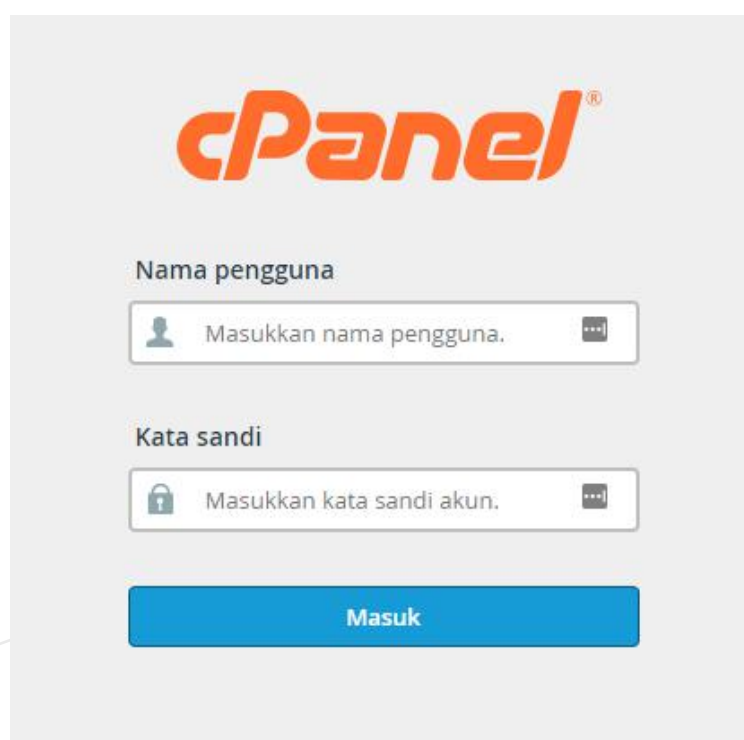 cPanel®
Nama pengguna
Masukkan nama pengguna.
Kata sandi
Masukkan kata sandi akun.
Masuk